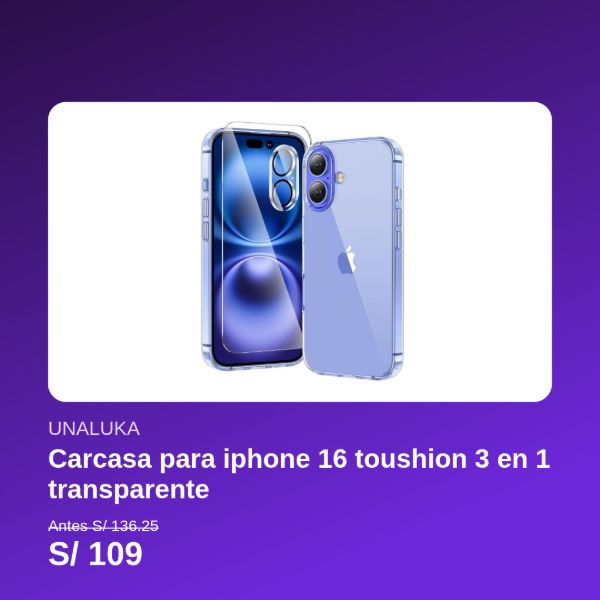 UNALUKA
Carcasa para iphone 16 toushion 3 en 1
transparente
Antes S/ 136.25
S/ 109